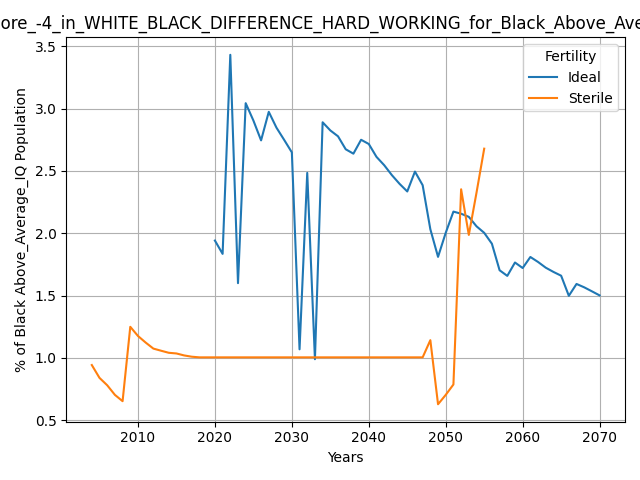 ore_-4_in_WHITE_BLACK_DIFFERENCE_HARD_WORKING_for_Black_Above_Ave
Fertility
Ideal
Sterile
% of Black Above_Average_IQ Population
3.5
3.0
2.5
2.0
1.5
1.0
0.5
2010 2020 2030 2040 2050 2060 2070
Years